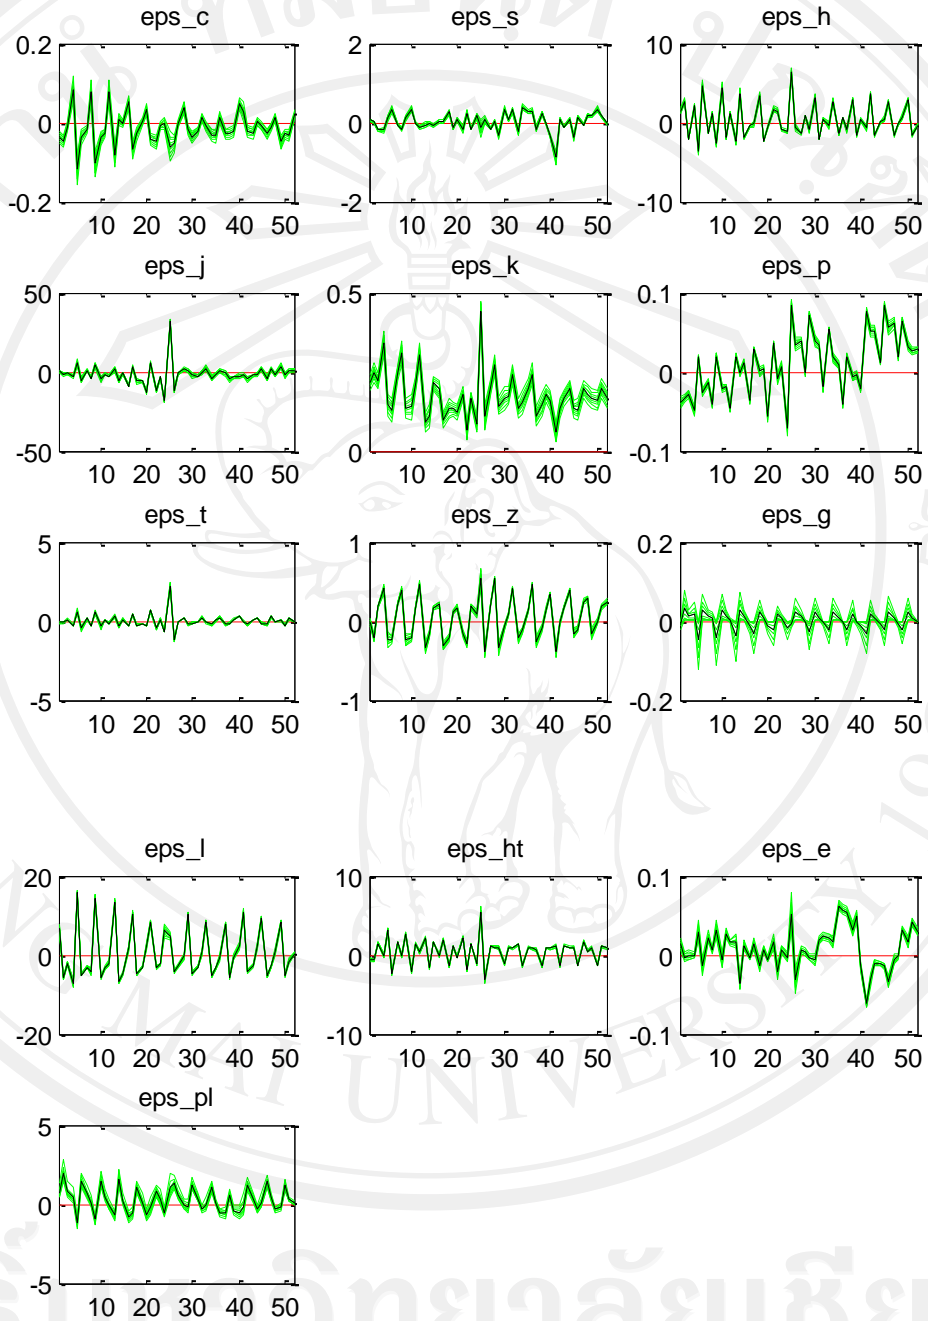 eps_c eps_s eps_h
0.2 2 10
0 0 0
-0.2 -2 -10
10 20 30 40 50 10 20 30 40 50 10 20 30 40 50
eps_j eps_k eps_p
50 0.5 0.1
0 0
-50 0 -0.1
10 20 30 40 50 10 20 30 40 50 10 20 30 40 50
eps_t eps_z eps_g
5 1 0.2
0 0 0
-5 -1 -0.2
10 20 30 40 50 10 20 30 40 50 10 20 30 40 50
eps_l eps_ht eps_e
20 10 0.1
0 0 0
-20 -10 -0.1
10 20 30 40 50 10 20 30 40 50 10 20 30 40 50
MAI UNIVERSITY
eps_pl
5
0
-5
10 20 30 40 50